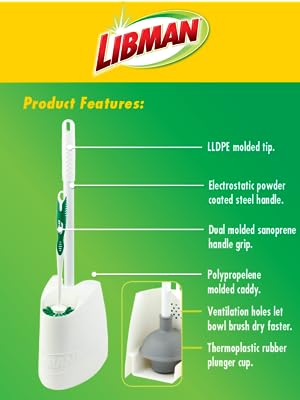 LIBMAN
Product Features:
LLDPE molded tip.
Electrostatic powder
coated steel handle.
Dual molded sanoprene
handle grip.
Polypropelene
molded caddy.
Ventilation holes let
bowl brush dry faster.
Thermoplastic rubber
plunger cup.
LIBMAN